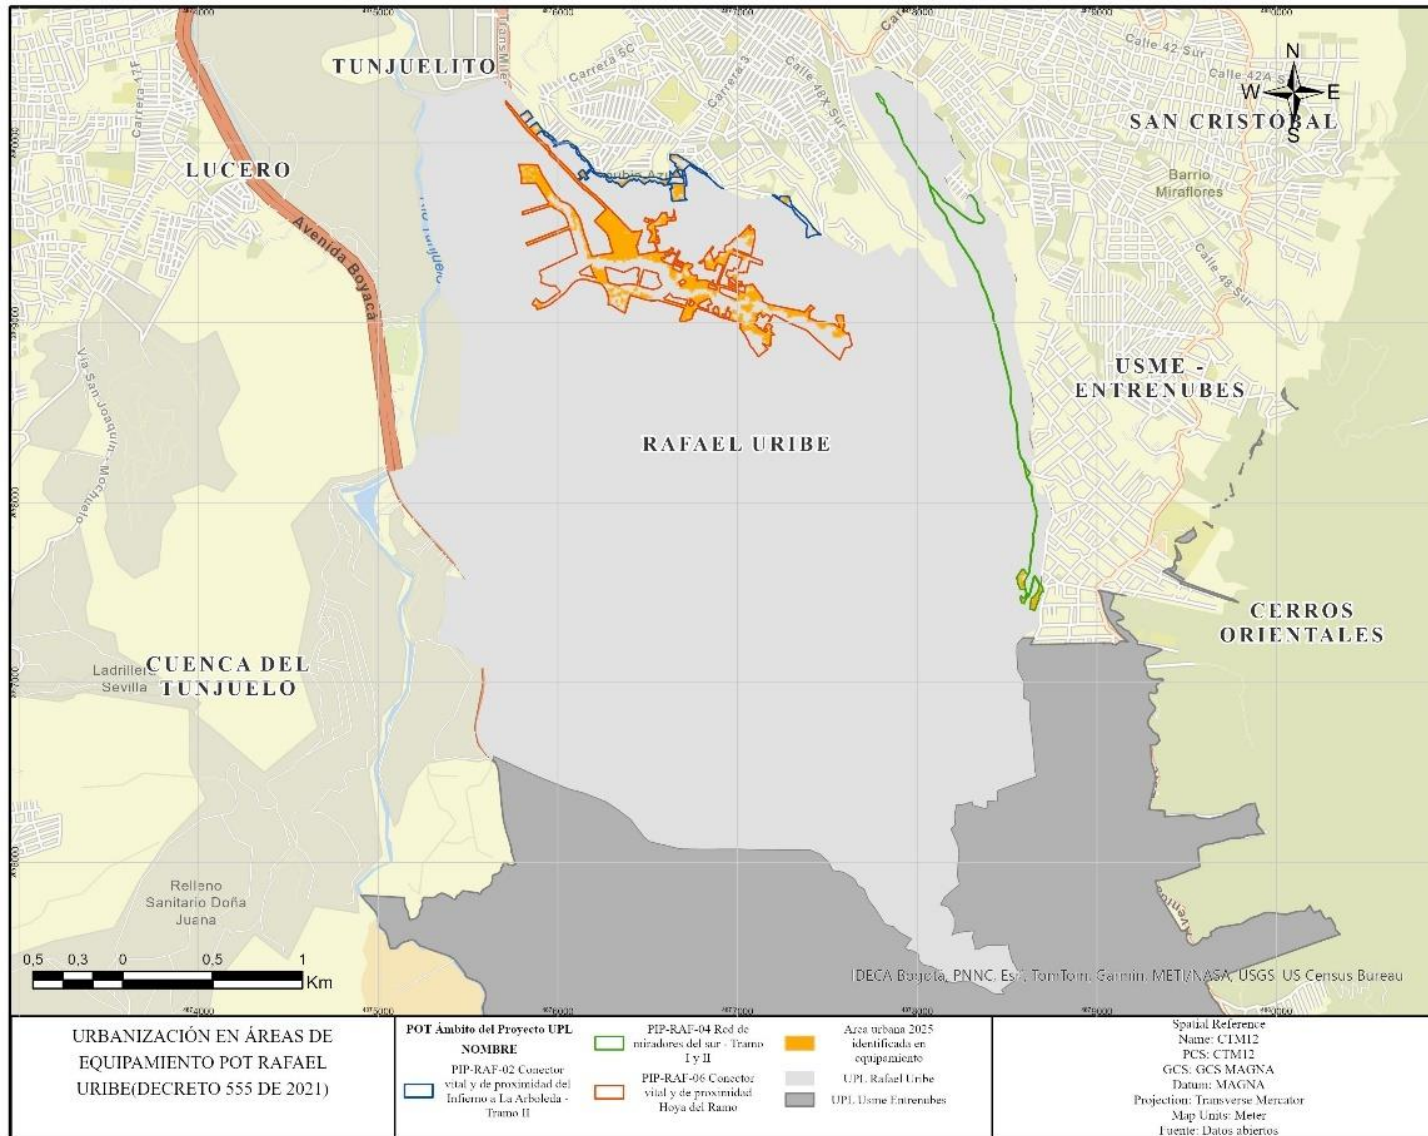 TUNJUELITO
LUCERO
Avenida Boyacá
Carrera 17F
Carrera 5C
Carrera 3
Calle 48X Sur
Calle 42 Sur
Calle 42A S
N
W E
S
SAN CRISTÓBAL
Barrio
Miraflores
Calle 48 Sur
Río Tunjuelo
Vía San Joaquín - Mochuelo
USME -
ENTRENUBES
RAFAEL URIBE
CERROS
ORIENTALES
Ladrillera
Sevilla
CUENCA DEL
TUNJUELO
Relleno
Sanitario Doña
Juana
0,5 0,3 0 0,5 1
Km
IDECA Bogotá, PNNC, Esri, TomTom, Garmin, METI/NASA, USGS US Census Bureau
URBANIZACIÓN EN ÁREAS DE
EQUIPAMIENTO POT RAFAEL
URIBE(DECRETO 555 DE 2021)
POT Ámbito del Proyecto UPL
NOMBRE
PIP-RAF-02 Conector
vital y de proximidad del
Infierno a La Arboleda -
Tramo II
PIP-RAF-04 Red de
miradores del sur - Tramo
I y II
PIP-RAF-06 Conector
vital y de proximidad
Hoya del Ramo
Area urbana 2025
identificada en
equipamiento
UPL Rafael Uribe
UPL Usme Entrenubes
Spatial Reference
Name: CTM12
PCS: CTM12
GCS: GCS MAGNA
Datum: MAGNA
Projection: Transverse Mercator
Map Units: Meter
Fuente: Datos abiertos